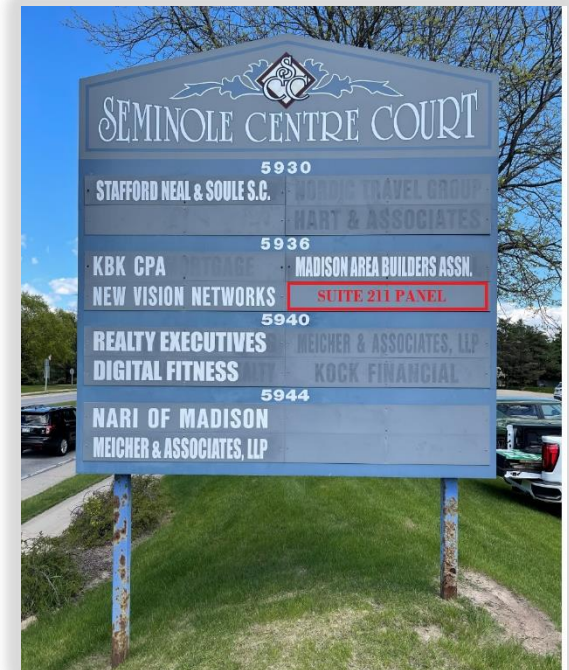 SEMINOLE CENTRE COURT
5930
STAFFORD NEAL & SOULE S.C. NORDIC TRAVEL GROUP
HART & ASSOCIATES
5936
KBK CPA MORTGAGE MADISON AREA BUILDERS ASSN.
NEW VISION NETWORKS SUITE 211 PANEL
5940
REALTY EXECUTIVES MEICHER & ASSOCIATES, LLP
DIGITAL FITNESS KOCK FINANCIAL
5944
NARI OF MADISON
MEICHER & ASSOCIATES, LLP